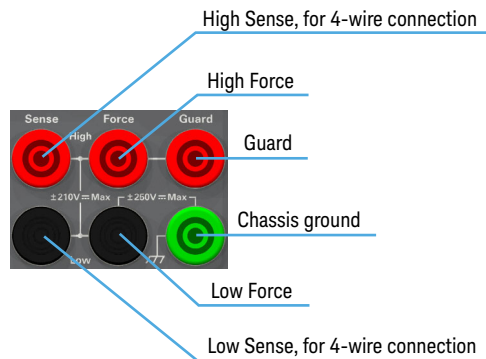 High Sense, for 4-wire connection
High Force
Sense Force Guard
High
Guard
±210V⎓Max ±250V⎓Max
Chassis ground
Low
Low Force
Low Sense, for 4-wire connection